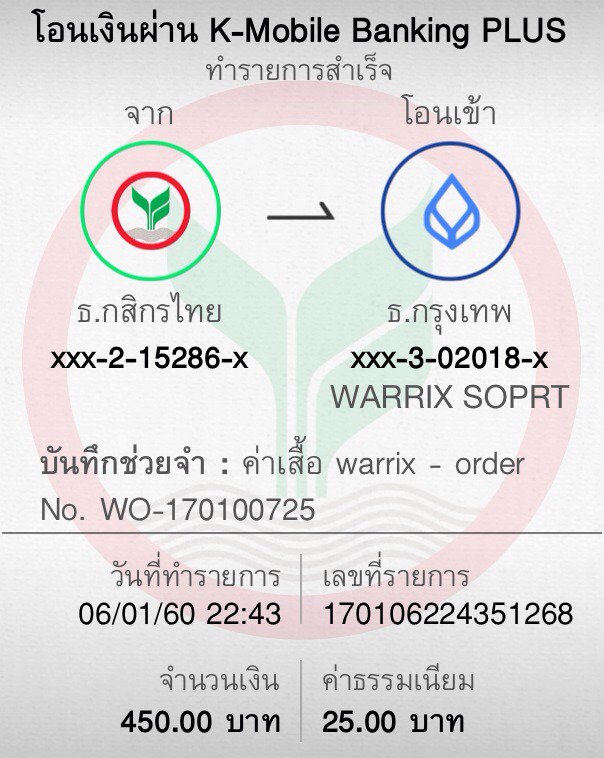 โอนเงินผ่าน K-Mobile Banking PLUS
ทำรายการสำเร็จ
จาก
โอนเข้า
ธ.กสิกรไทย
ธ.กรุงเทพ
xxx-2-15286-x
xxx-3-02018-x
WARRIX SOPRT
บันทึกช่วยจำ : ค่าเสื้อ warrix - order
No. WO-170100725
วันที่ทำรายการ
เลขที่รายการ
06/01/60 22:43
170106224351268
จำนวนเงิน
ค่าธรรมเนียม
450.00 บาท
25.00 บาท